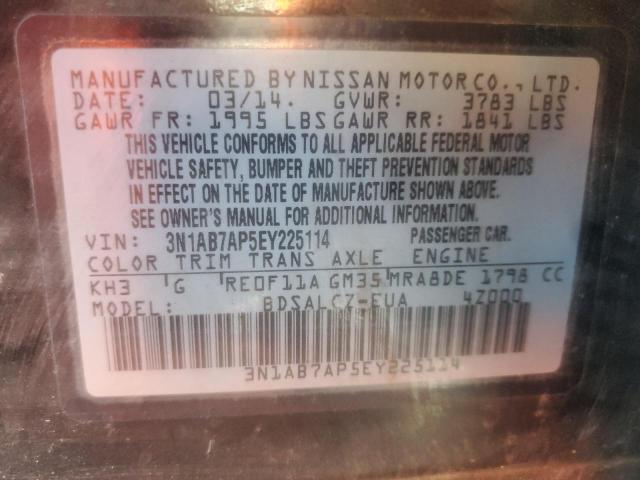 MANUFACTURED BY NISSAN MOTOR CO., LTD.
DATE: 03/14. GVWR: 3783 LBS
GAWR FR: 1995 LBS GAWR RR: 1841 LBS
THIS VEHICLE CONFORMS TO ALL APPLICABLE FEDERAL MOTOR
VEHICLE SAFETY, BUMPER AND THEFT PREVENTION STANDARDS
IN EFFECT ON THE DATE OF MANUFACTURE SHOWN ABOVE.
SEE OWNER'S MANUAL FOR ADDITIONAL INFORMATION.
VIN: 3N1AB7AP5EY225114 PASSENGER CAR.
COLOR TRIM TRANS AXLE ENGINE
KH3 G RE0F11A GM35 MRA8DE 1798 CC
MODEL: BDSALCZ-EUA 4Z000
3N1AB7AP5EY225114